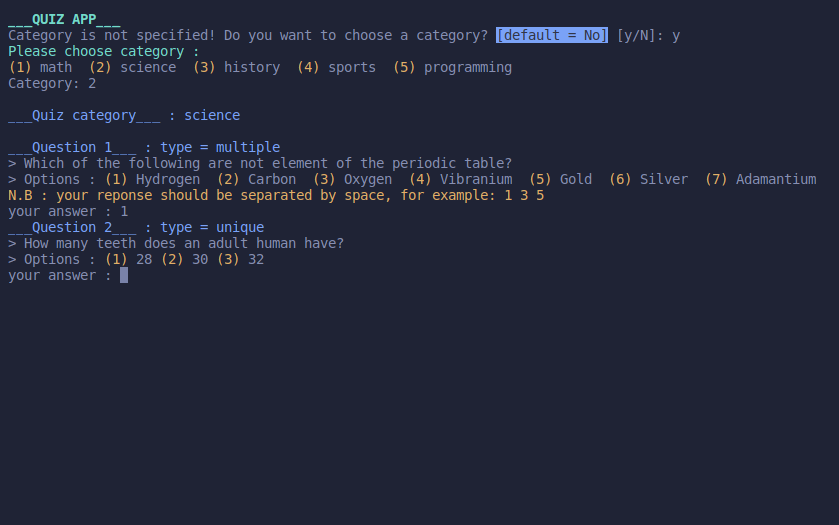 ___QUIZ APP___
Category is not specified! Do you want to choose a category? [default = No] [y/N]: y
Please choose category :
(1) math  (2) science  (3) history  (4) sports  (5) programming
Category: 2
___Quiz category___ : science
___Question 1___ : type = multiple
> Which of the following are not element of the periodic table?
> Options : (1) Hydrogen  (2) Carbon  (3) Oxygen  (4) Vibranium  (5) Gold  (6) Silver  (7) Adamantium
N.B : your reponse should be separated by space, for example: 1 3 5
your answer : 1
___Question 2___ : type = unique
> How many teeth does an adult human have?
> Options : (1) 28 (2) 30 (3) 32
your answer :